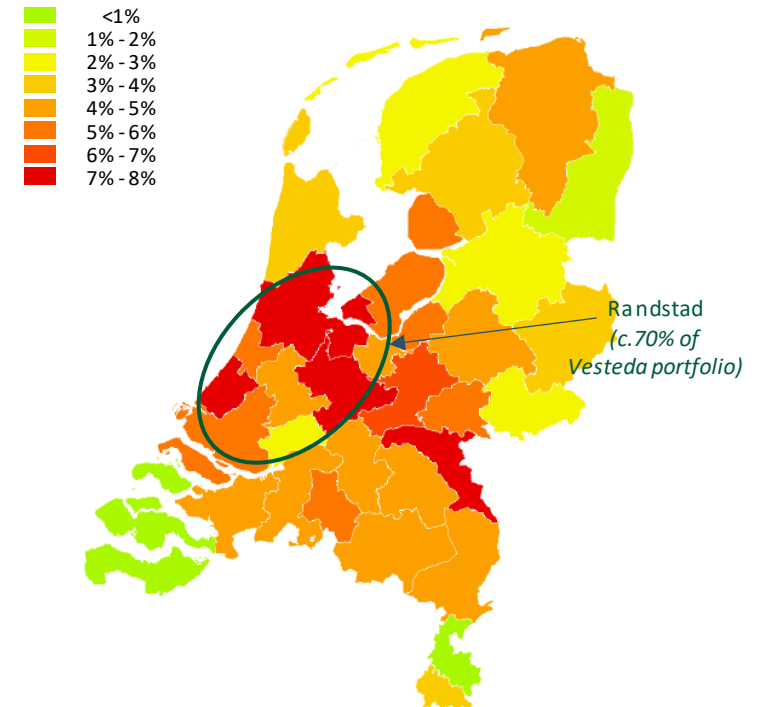 <1%
1% - 2%
2% - 3%
3% - 4%
4% - 5%
5% - 6%
6% - 7%
7% - 8%
Randstad
(c.70% of
Vesteda portfolio)